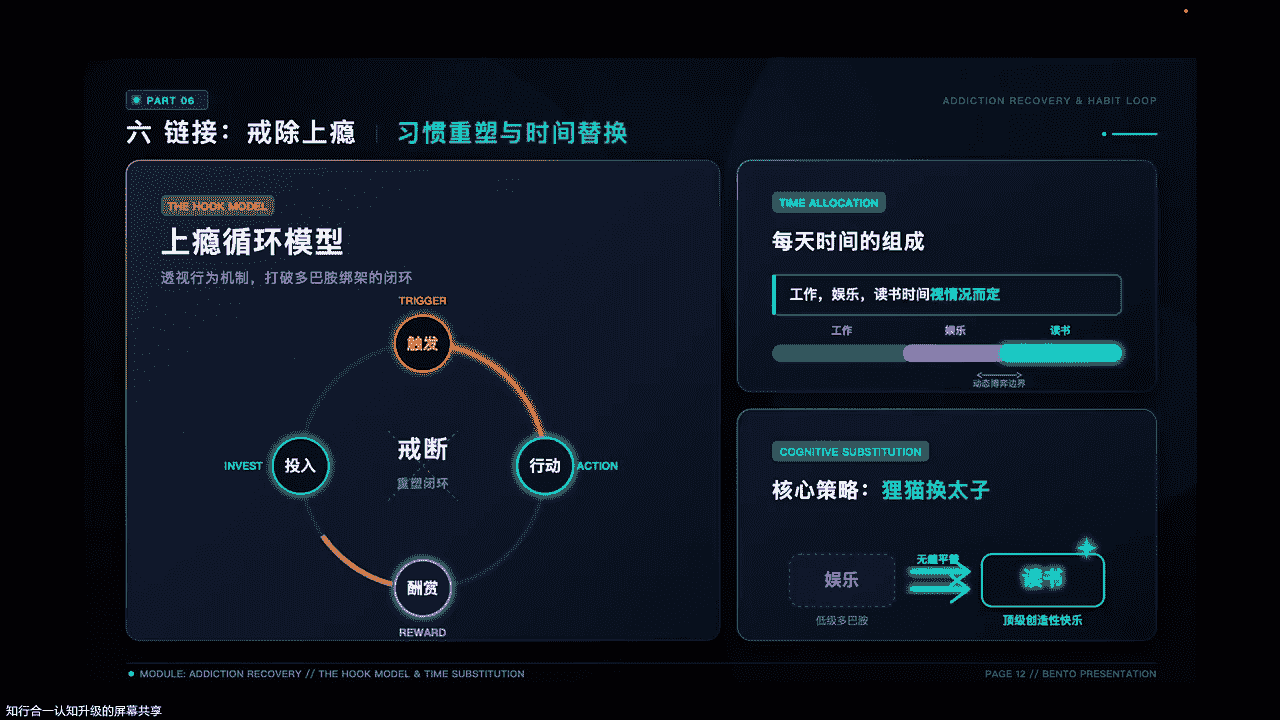 PART 06
ADDICTION RECOVERY & HABIT LOOP
六 链接：戒除上瘾 | 习惯重塑与时间替换
THE HOOK MODEL
上瘾循环模型
透视行为机制，打破多巴胺绑架的闭环
TRIGGER
触发
戒断
重塑闭环
INVEST
投入
行动
ACTION
酬赏
REWARD
TIME ALLOCATION
每天时间的组成
工作，娱乐，读书时间视情况而定
工作
娱乐
读书
动态博弈边界
COGNITIVE SUBSTITUTION
核心策略：狸猫换太子
娱乐
低级多巴胺
无缝平替
读书
顶级创造性快乐
MODULE: ADDICTION RECOVERY // THE HOOK MODEL & TIME SUBSTITUTION
PAGE 12 // BENTO PRESENTATION
知行合一认知升级的屏幕共享